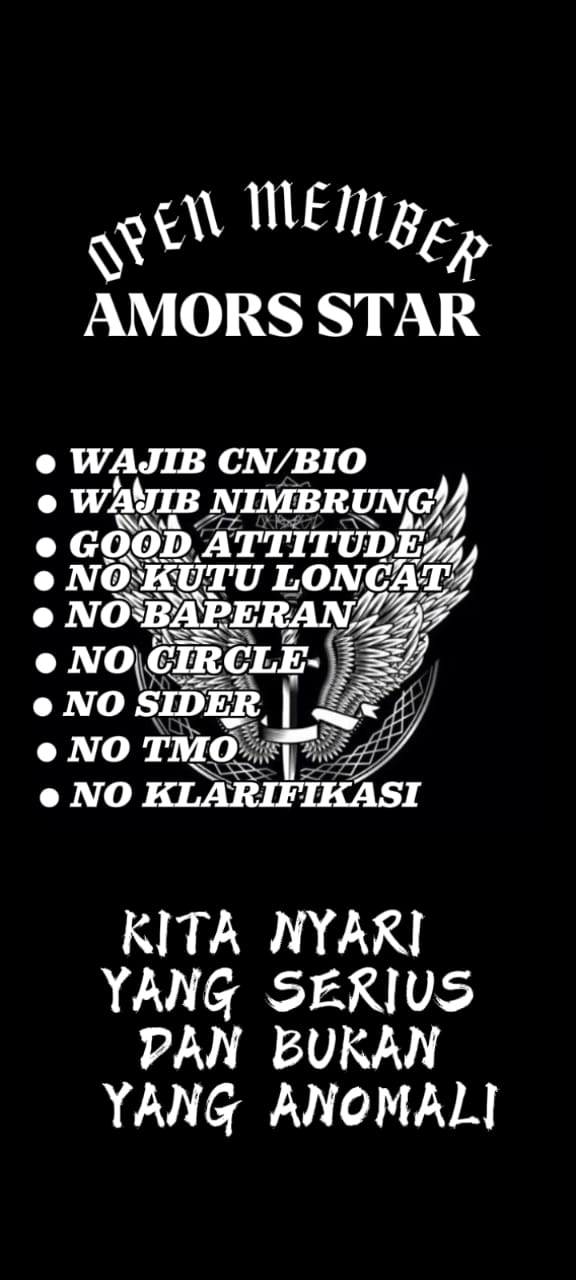 OPEN MEMBER
AMORS STAR
● WAJIB CN/BIO
● WAJIB NIMBRUNG
● GOOD ATTITUDE
● NO KUTU LONCAT
● NO BAPERAN
● NO CIRCLE
● NO SIDER
● NO TMO
● NO KLARIFIKASI
KITA NYARI
YANG SERIUS
DAN BUKAN
YANG ANOMALI